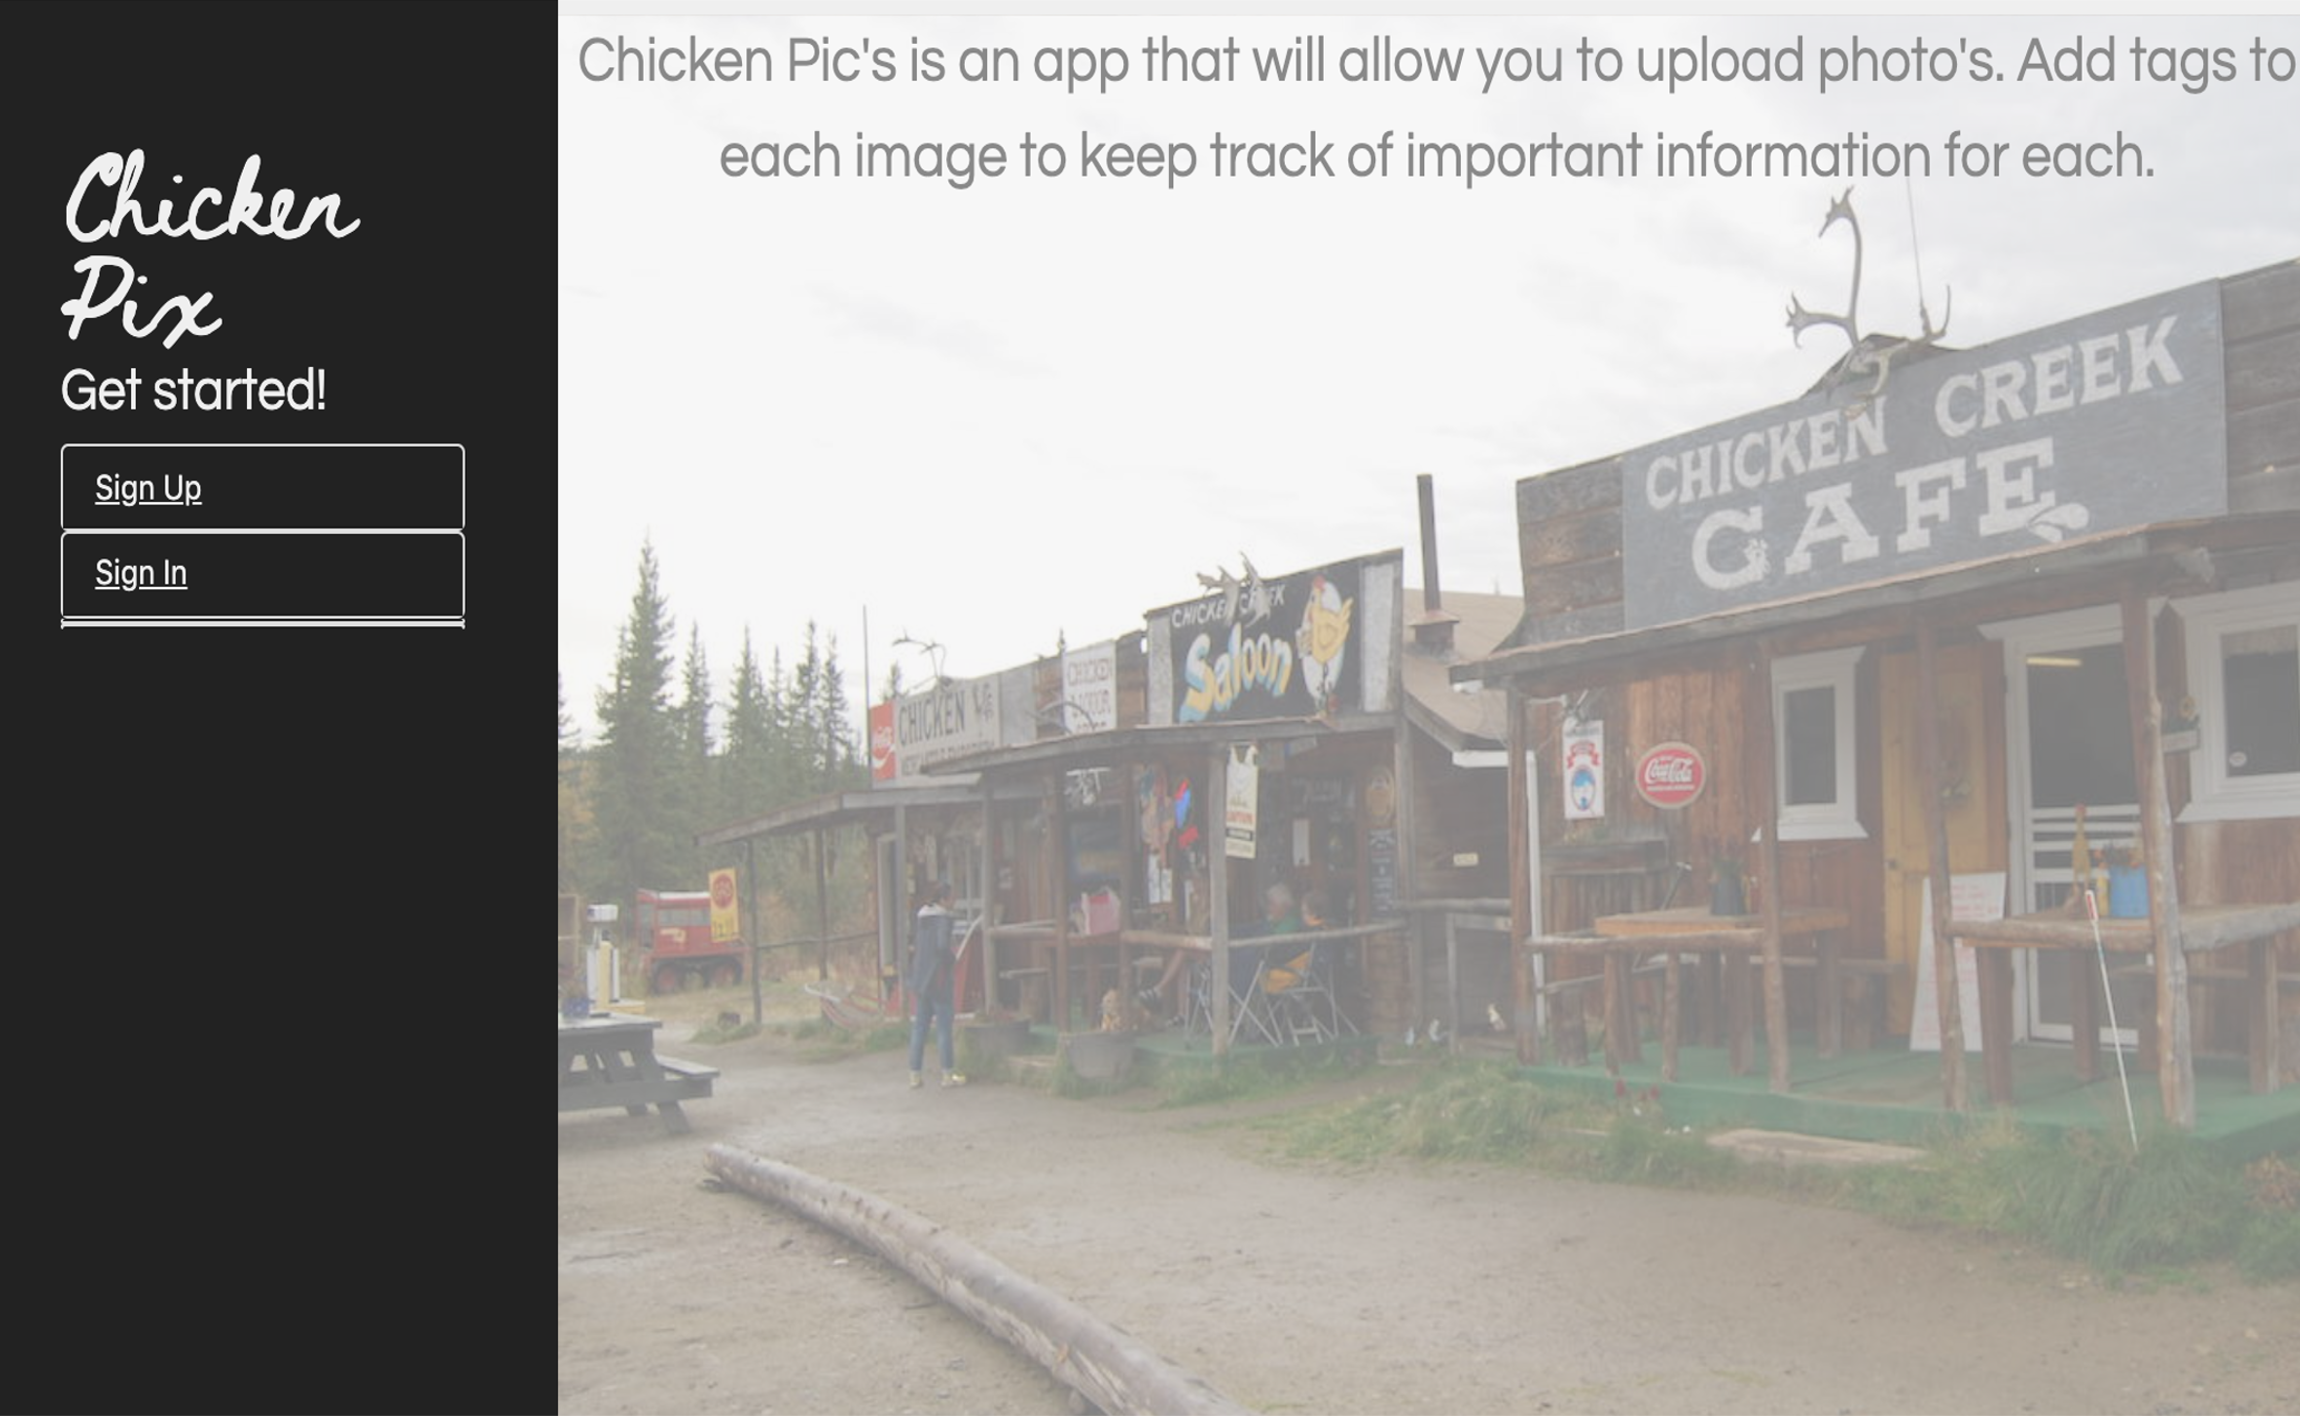 Chicken
Pix
Get started!
Sign Up
Sign In
Chicken Pic's is an app that will allow you to upload photo's. Add tags to
each image to keep track of important information for each.
CHICKEN CREEK
CAFE
CHICKEN CREEK
Saloon
CHICKEN
LIQUOR
CHICKEN
Coca-Cola